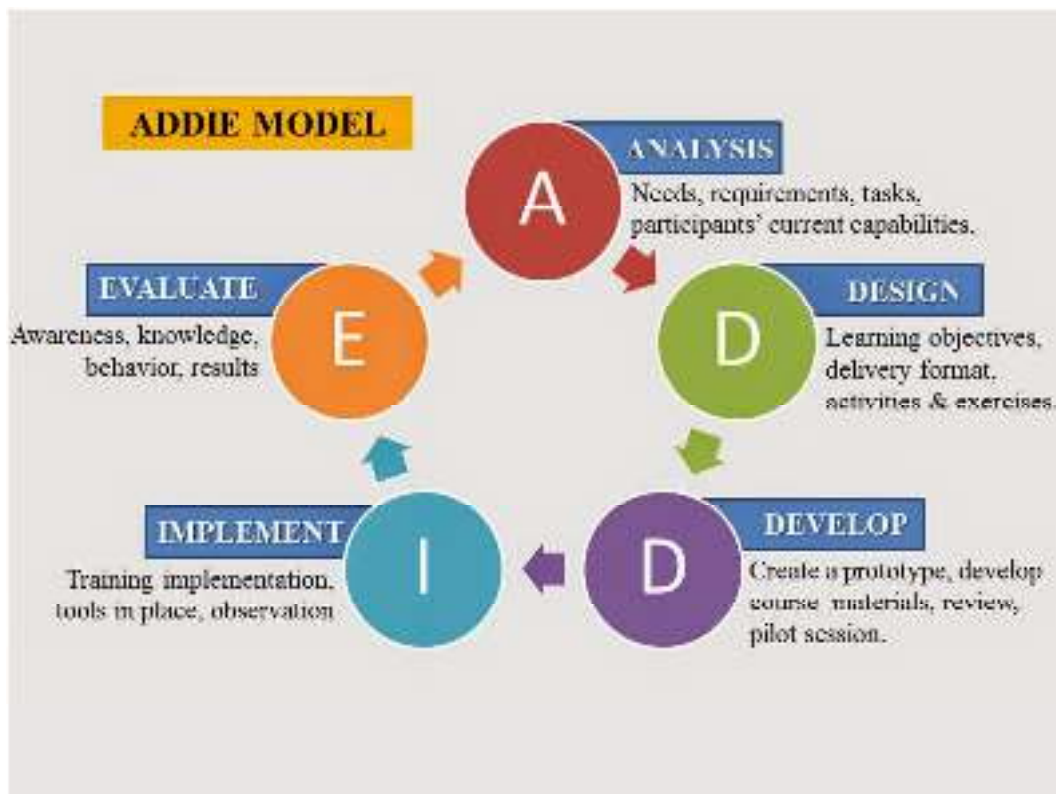 ADDIE MODEL
A
ANALYSIS
Needs, requirements, tasks,
participants' current capabilities.
D
DESIGN
Learning objectives,
delivery format,
activities & exercises.
D
DEVELOP
Create a prototype, develop
course materials, review,
pilot session.
I
IMPLEMENT
Training implementation,
tools in place, observation
E
EVALUATE
Awareness, knowledge,
behavior, results